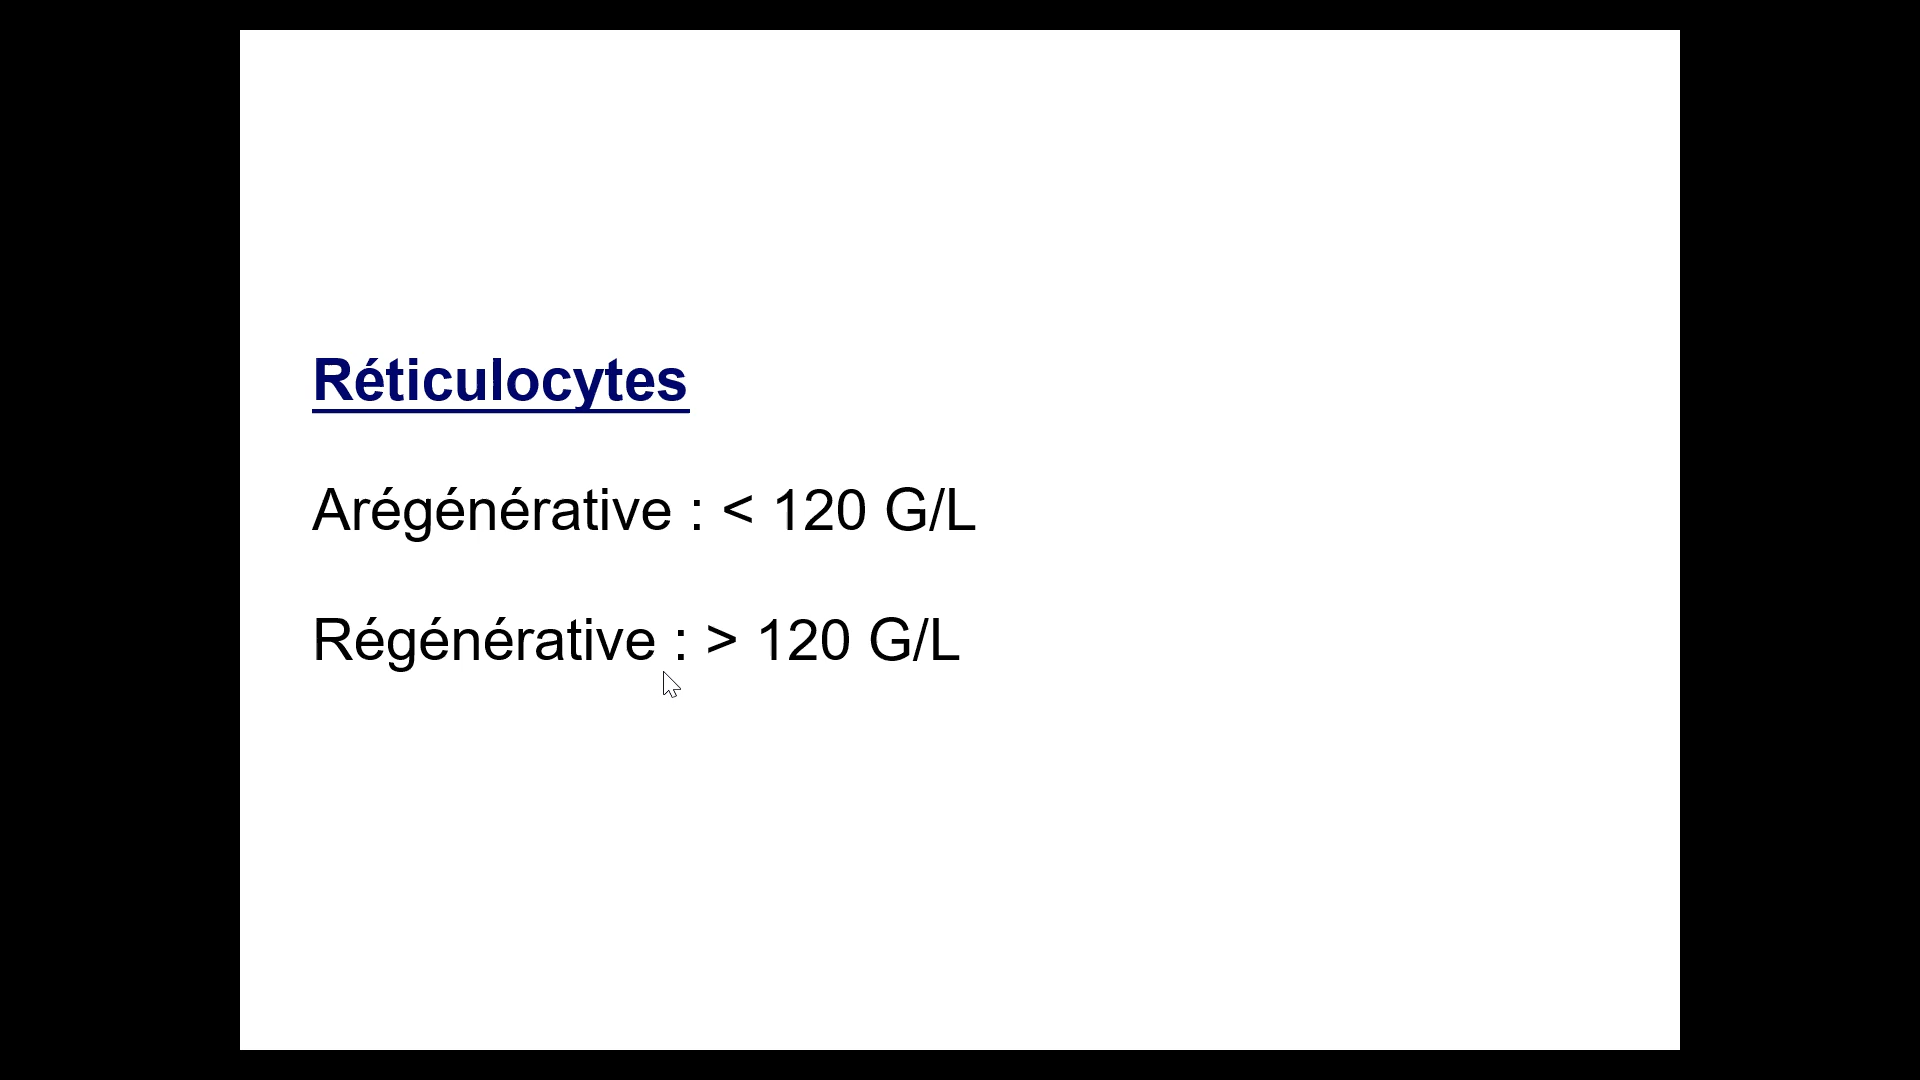 Réticulocytes
Arégénérative : < 120 G/L
Régénérative : > 120 G/L